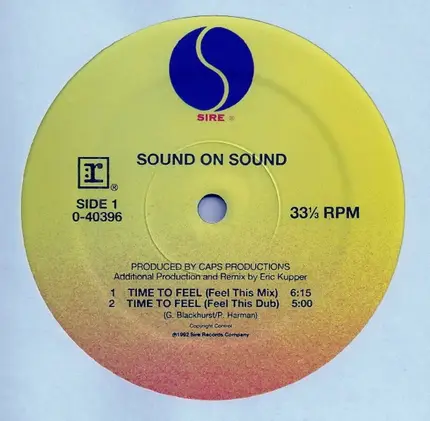 SIRE ®
SOUND ON SOUND
r ®
SIDE 1
0-40396
33⅓ RPM
PRODUCED BY CAPS PRODUCTIONS
Additional Production and Remix by Eric Kupper
1 TIME TO FEEL (Feel This Mix) 6:15
2 TIME TO FEEL (Feel This Dub) 5:00
(G. Blackhurst/P. Harman)
Copyright Control
℗1992 Sire Records Company